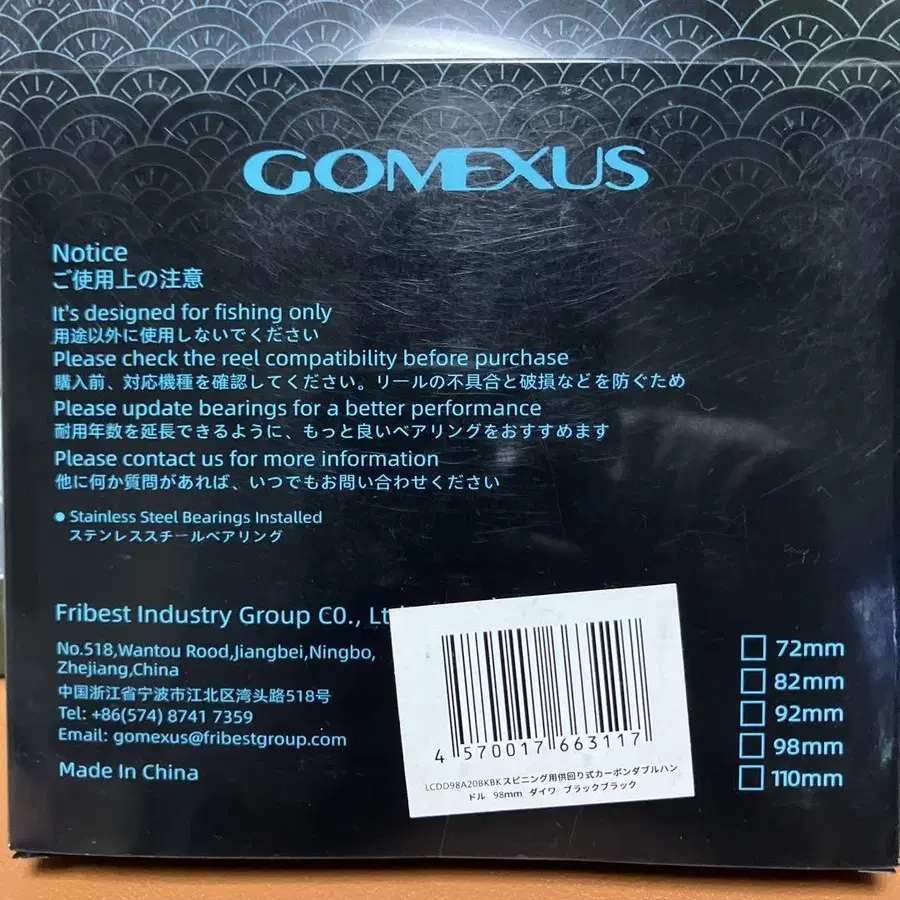 GOMEXUS
Notice
ご使用上の注意
It's designed for fishing only
用途以外に使用しないでください
Please check the reel compatibility before purchase
購入前、対応機種を確認してください。リールの不具合と破損などを防ぐため
Please update bearings for a better performance
耐用年数を延長できるように、もっと良いベアリングをおすすめます
Please contact us for more information
他に何か質問があれば、いつでもお問い合わせください
● Stainless Steel Bearings Installed
ステンレススチールベアリング
Fribest Industry Group CO.,
No.518,Wantou Rood,Jiangbei,Ningbo,
Zhejiang,China
中国浙江省宁波市江北区湾头路518号
Tel: +86(574) 8741 7359
Email: gomexus@fribestgroup.com
Made In China
4 570017 663117
LCDD98A20BKBK スピニング用供回り式カーボンダブルハン
ドル 98mm ダイワ ブラックブラック
72mm
82mm
92mm
98mm
110mm